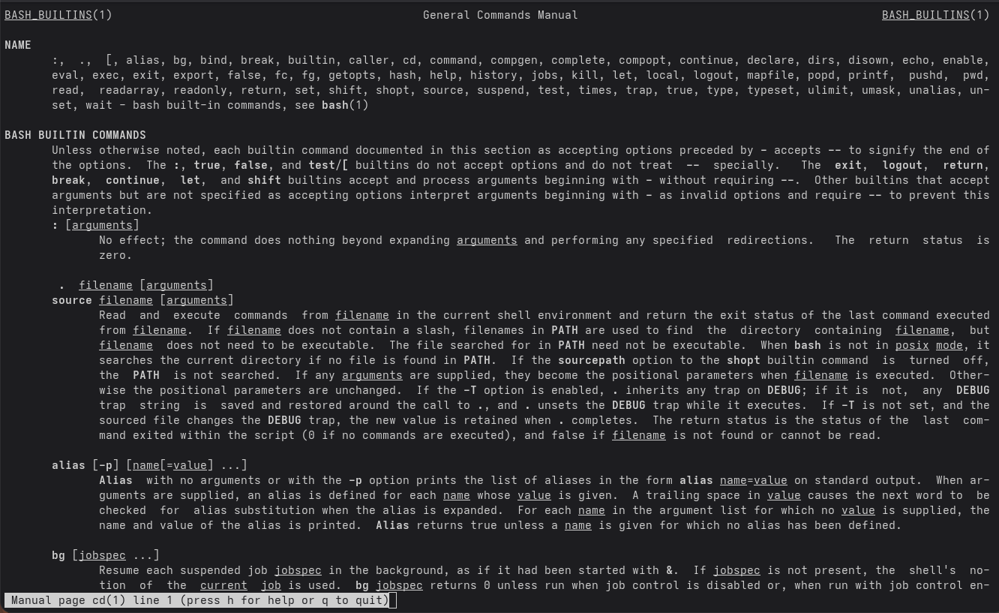 BASH_BUILTINS(1) General Commands Manual BASH_BUILTINS(1)
NAME
:, ., [, alias, bg, bind, break, builtin, caller, cd, command, compgen, complete, compopt, continue, declare, dirs, disown, echo, enable,
eval, exec, exit, export, false, fc, fg, getopts, hash, help, history, jobs, kill, let, local, logout, mapfile, popd, printf, pushd, pwd,
read, readarray, readonly, return, set, shift, shopt, source, suspend, test, times, trap, true, type, typeset, ulimit, umask, unalias, un-
set, wait - bash built-in commands, see bash(1)
BASH BUILTIN COMMANDS
Unless otherwise noted, each builtin command documented in this section as accepting options preceded by - accepts -- to signify the end of
the options. The :, true, false, and test/[ builtins do not accept options and do not treat -- specially. The exit, logout, return,
break, continue, let, and shift builtins accept and process arguments beginning with - without requiring --. Other builtins that accept
arguments but are not specified as accepting options interpret arguments beginning with - as invalid options and require -- to prevent this
interpretation.
: [arguments]
No effect; the command does nothing beyond expanding arguments and performing any specified redirections. The return status is
zero.
. filename [arguments]
source filename [arguments]
Read and execute commands from filename in the current shell environment and return the exit status of the last command executed
from filename. If filename does not contain a slash, filenames in PATH are used to find the directory containing filename, but
filename does not need to be executable. The file searched for in PATH need not be executable. When bash is not in posix mode, it
searches the current directory if no file is found in PATH. If the sourcepath option to the shopt builtin command is turned off,
the PATH is not searched. If any arguments are supplied, they become the positional parameters when filename is executed. Other-
wise the positional parameters are unchanged. If the -T option is enabled, . inherits any trap on DEBUG; if it is not, any DEBUG
trap string is saved and restored around the call to ., and . unsets the DEBUG trap while it executes. If -T is not set, and the
sourced file changes the DEBUG trap, the new value is retained when . completes. The return status is the status of the last com-
mand exited within the script (0 if no commands are executed), and false if filename is not found or cannot be read.
alias [-p] [name[=value] ...]
Alias with no arguments or with the -p option prints the list of aliases in the form alias name=value on standard output. When ar-
guments are supplied, an alias is defined for each name whose value is given. A trailing space in value causes the next word to be
checked for alias substitution when the alias is expanded. For each name in the argument list for which no value is supplied, the
name and value of the alias is printed. Alias returns true unless a name is given for which no alias has been defined.
bg [jobspec ...]
Resume each suspended job jobspec in the background, as if it had been started with &. If jobspec is not present, the shell's no-
tion of the current job is used. bg jobspec returns 0 unless run when job control is disabled or, when run with job control en-
Manual page cd(1) line 1 (press h for help or q to quit)